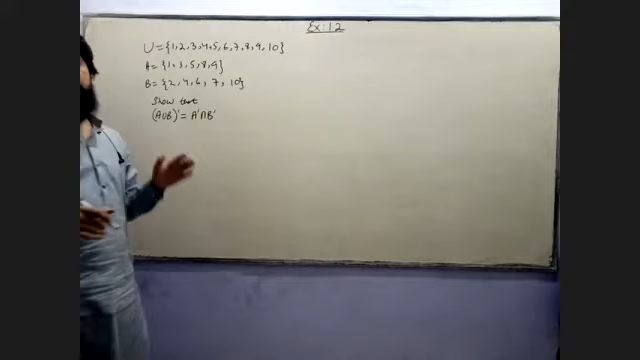 Ex: 1.2
U = {1,2,3,4,5,6,7,8,9,10}
A = {1,3,5,8,9}
B = {2,4,6,7,10}
Show that
(A∪B)' = A'∩B'